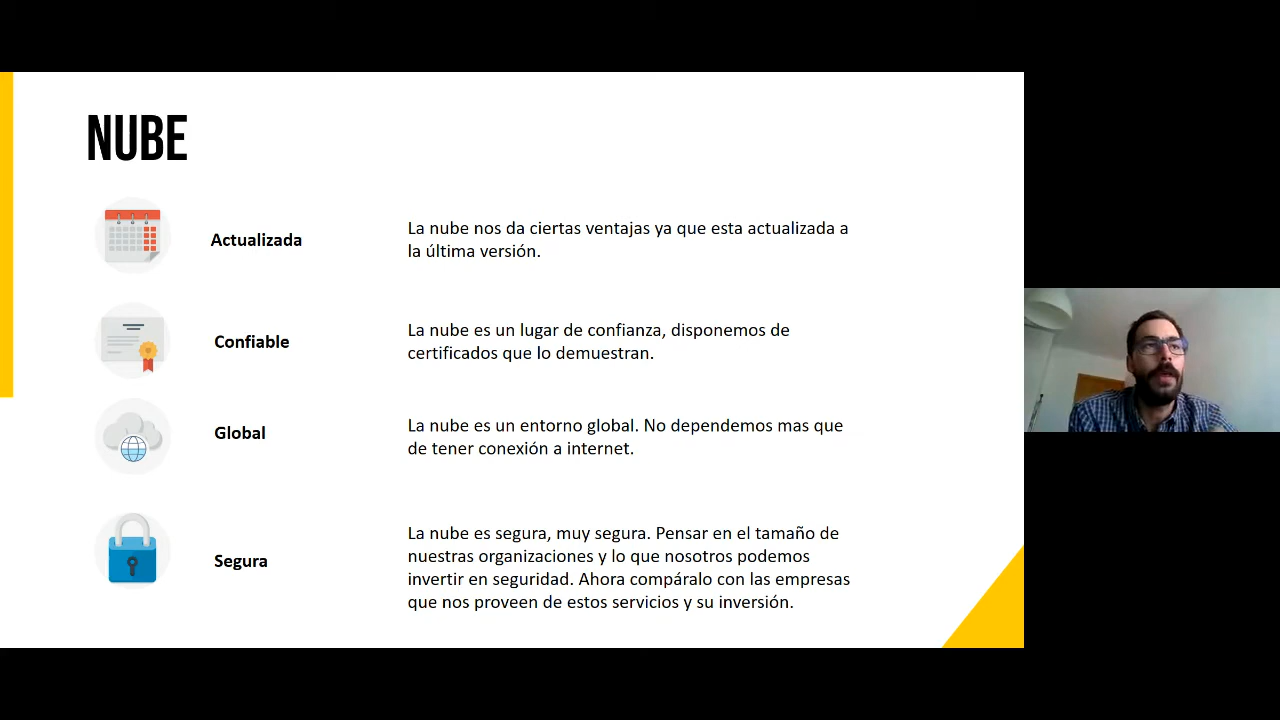 NUBE
Actualizada
La nube nos da ciertas ventajas ya que esta actualizada a
la última versión.
Confiable
La nube es un lugar de confianza, disponemos de
certificados que lo demuestran.
Global
La nube es un entorno global. No dependemos mas que
de tener conexión a internet.
Segura
La nube es segura, muy segura. Pensar en el tamaño de
nuestras organizaciones y lo que nosotros podemos
invertir en seguridad. Ahora compáralo con las empresas
que nos proveen de estos servicios y su inversión.